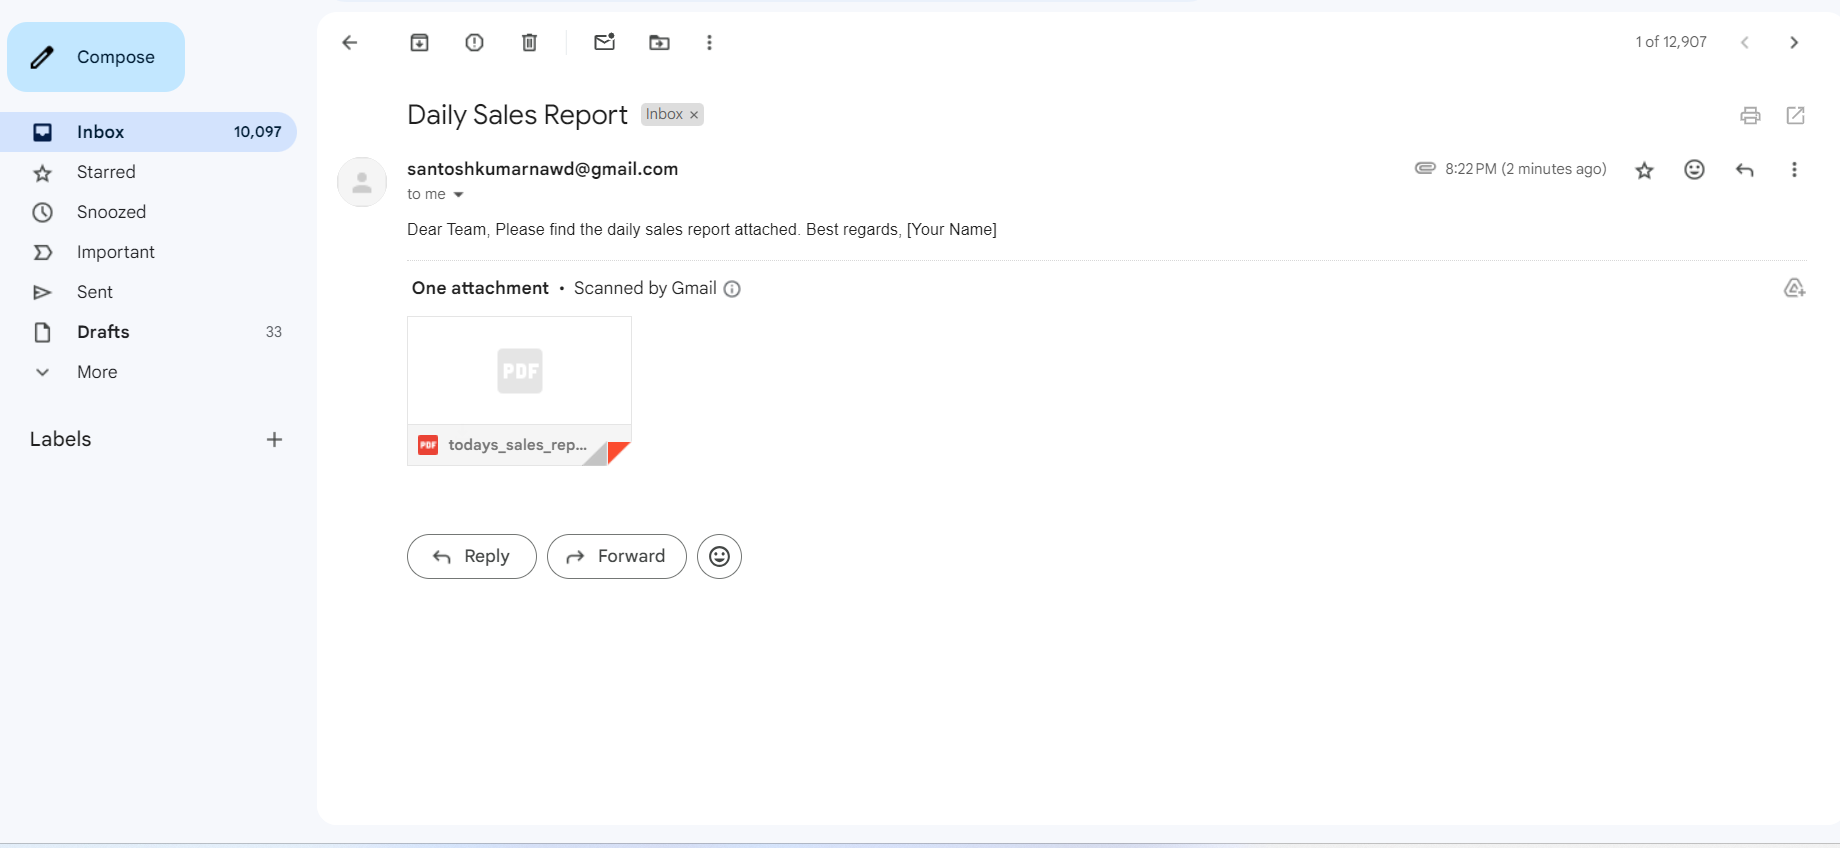 Compose
Inbox 10,097
Starred
Snoozed
Important
Sent
Drafts 33
More
Labels
1 of 12,907
Daily Sales Report Inbox ×
santoshkumarnawd@gmail.com 8:22 PM (2 minutes ago)
to me
Dear Team, Please find the daily sales report attached. Best regards, [Your Name]
One attachment • Scanned by Gmail
PDF
PDF todays_sales_rep...
Reply Forward